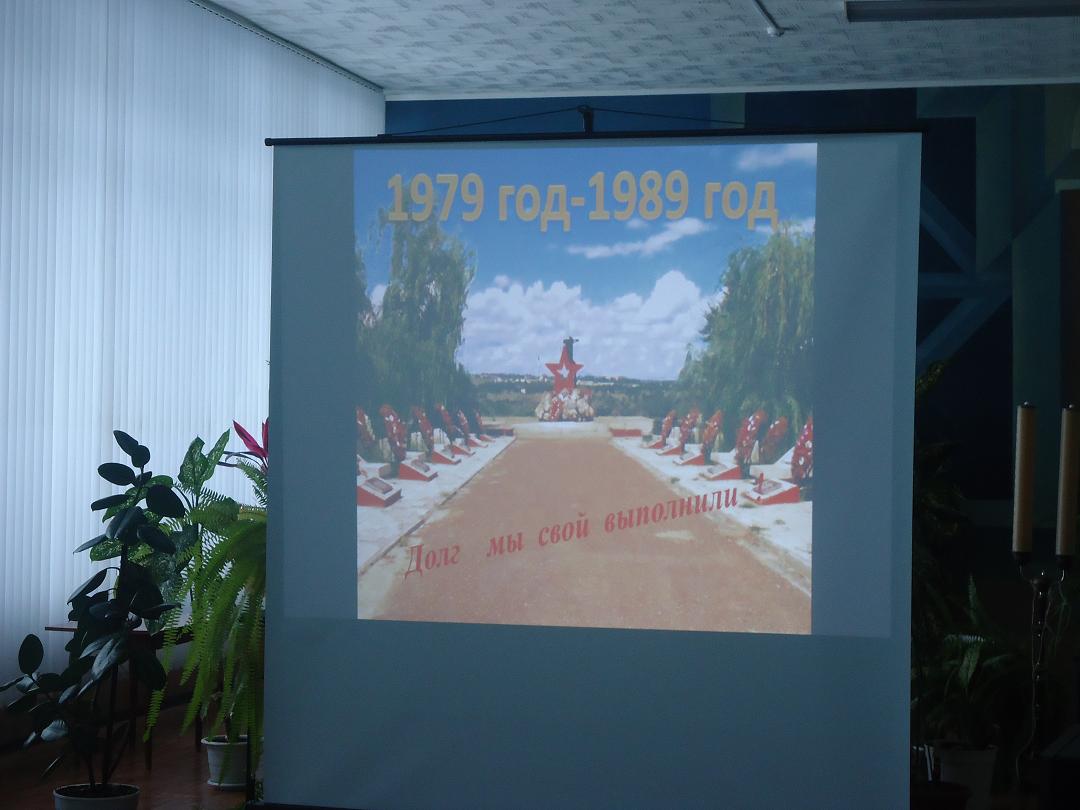 1979 год-1989 год
Долг мы свой выполнили !